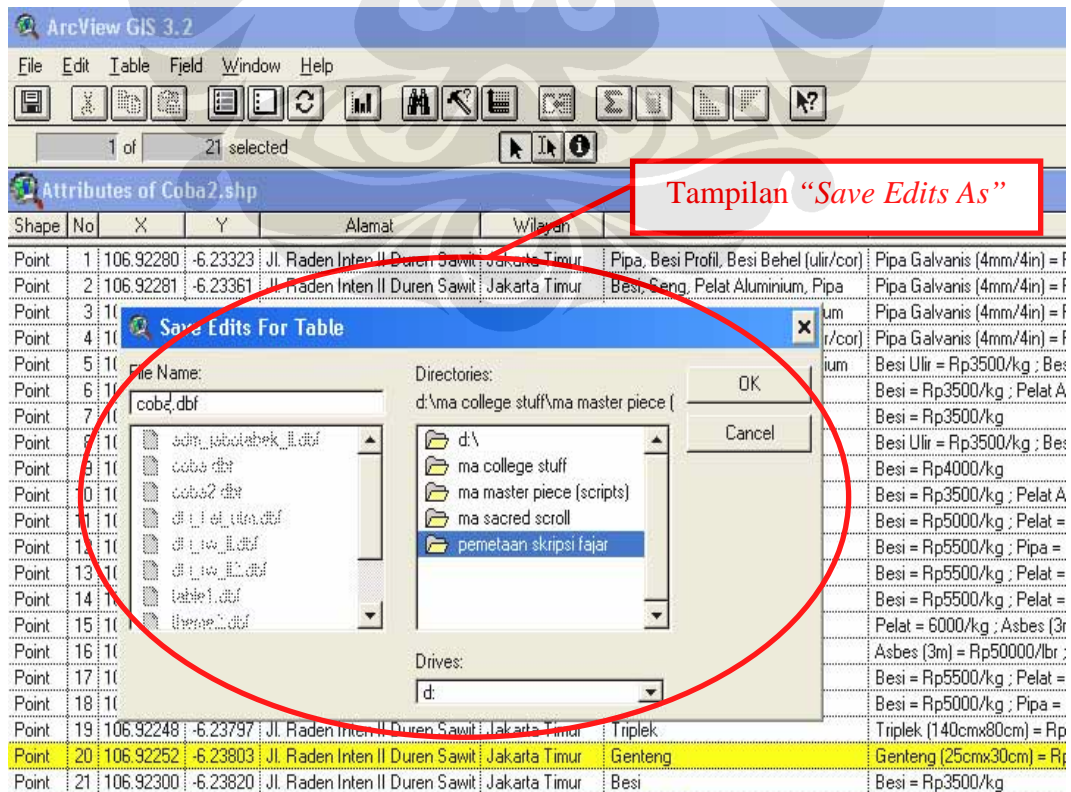 ArcView GIS 3.2
File Edit Table Field Window Help
1 of 21 selected
Tampilan “Save Edits As”
Attributes of Coba2.shp
Shape No X Y Alamat Wilayah
Point 1 106.92280 -6.23323 Jl. Raden Inten II Duren Sawit Jakarta Timur Pipa, Besi Profil, Besi Behel (ulir/cor) Pipa Galvanis (4mm/4in) =
Point 2 106.92281 -6.23361 Jl. Raden Inten II Duren Sawit Jakarta Timur Besi, Seng, Pelat Aluminium, Pipa Pipa Galvanis (4mm/4in) =
Point 3 Pipa Galvanis (4mm/4in) =
Point 4 Pipa Galvanis (4mm/4in) =
Point 5 Besi Ulir = Rp3500/kg ; Bes
Point 6 Besi = Rp3500/kg ; Pelat A
Point 7 Besi = Rp3500/kg
Point 8 Besi Ulir = Rp3500/kg ; Bes
Point 9 Besi = Rp4000/kg
Point 10 Besi = Rp3500/kg ; Pelat A
Point 11 Besi = Rp5000/kg ; Pelat =
Point 12 Besi = Rp5500/kg ; Pipa =
Point 13 Besi = Rp5500/kg ; Pelat =
Point 14 Besi = Rp5500/kg ; Pelat =
Point 15 Pelat = 6000/kg ; Asbes (3
Point 16 Asbes (3m) = Rp50000/lbr ;
Point 17 Besi = Rp5500/kg ; Pelat =
Point 18 Besi = Rp5000/kg ; Pipa =
Point 19 106.92248 -6.23797 Jl. Raden Inten II Duren Sawit Jakarta Timur Triplek Triplek (140cmx80cm) = Rp
Point 20 106.92252 -6.23803 Jl. Raden Inten II Duren Sawit Jakarta Timur Genteng Genteng (25cmx30cm) = Rp
Point 21 106.92300 -6.23820 Jl. Raden Inten II Duren Sawit Jakarta Timur Besi Besi = Rp3500/kg
Save Edits For Table
File Name:
Directories:
d:\ma college stuff\ma master piece (
OK
Cancel
coba2.dbf
table1.dbf
theme2.dbf
d:\
ma college stuff
ma master piece (scripts)
ma sacred scroll
pemetaan skripsi fajar
Drives:
d: